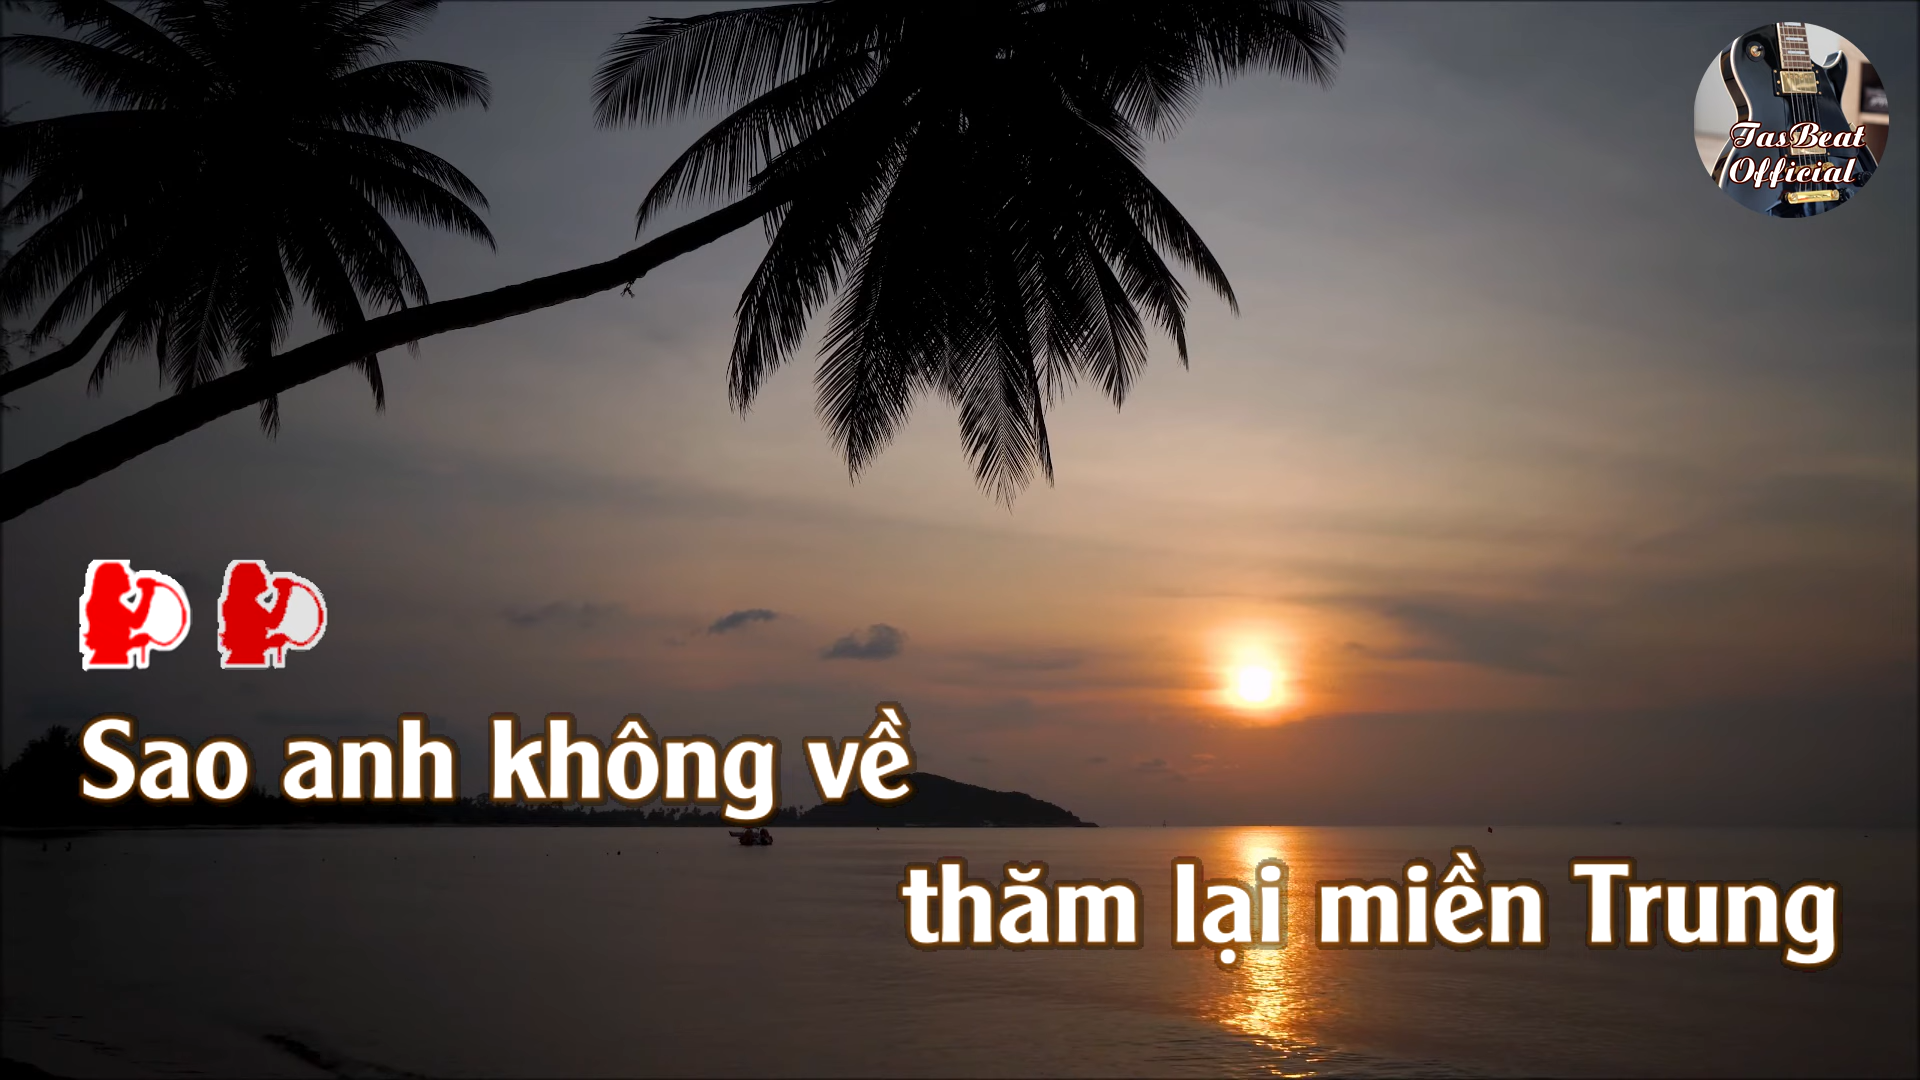 TasBeat
Official
Sao anh không về
thăm lại miền Trung